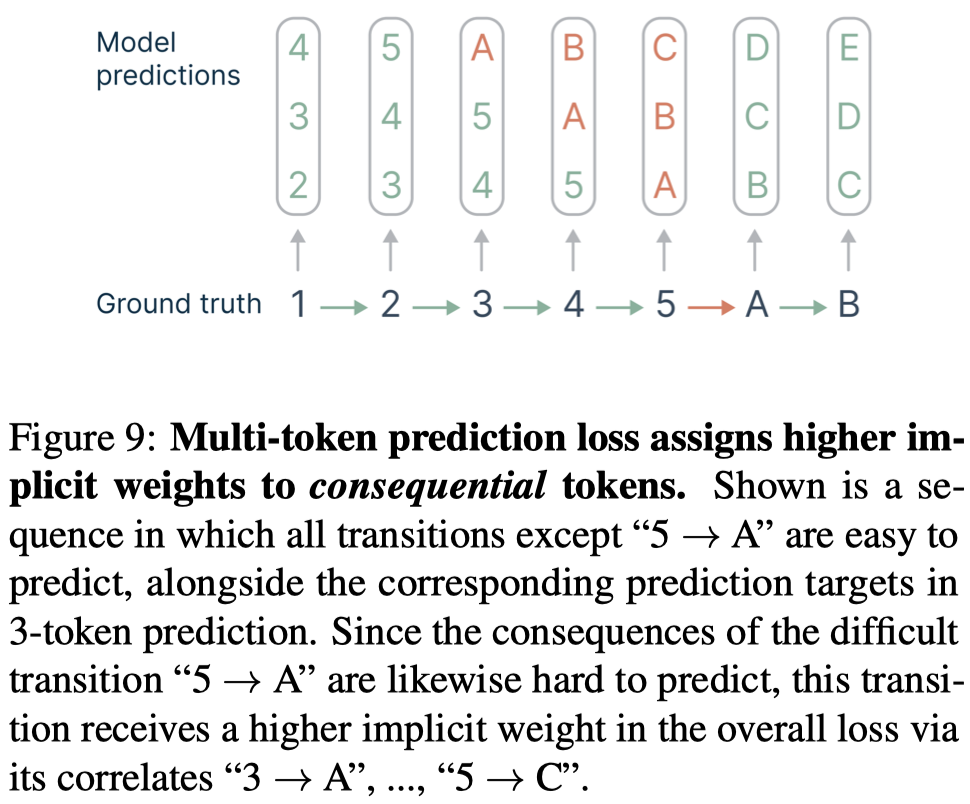 Model 4 5 A B C D E
predictions
3 4 5 A B C D
2 3 4 5 A B C
Ground truth 1 → 2 → 3 → 4 → 5 → A → B
Figure 9: Multi-token prediction loss assigns higher im-
plicit weights to consequential tokens. Shown is a se-
quence in which all transitions except “5 → A” are easy to
predict, alongside the corresponding prediction targets in
3-token prediction. Since the consequences of the difficult
transition “5 → A” are likewise hard to predict, this transi-
tion receives a higher implicit weight in the overall loss via
its correlates “3 → A”, ..., “5 → C”.